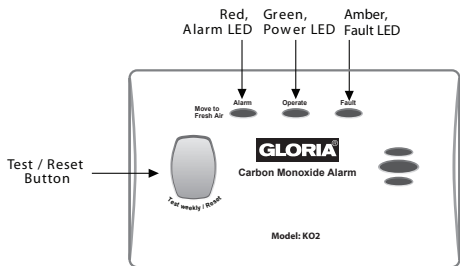 Red,
Alarm LED
Green,
Power LED
Amber,
Fault LED
Move to
Fresh Air
Alarm
Operate
Fault
GLORIA®
Carbon Monoxide Alarm
Test / Reset
Button
Test weekly / Reset
Model: KO2